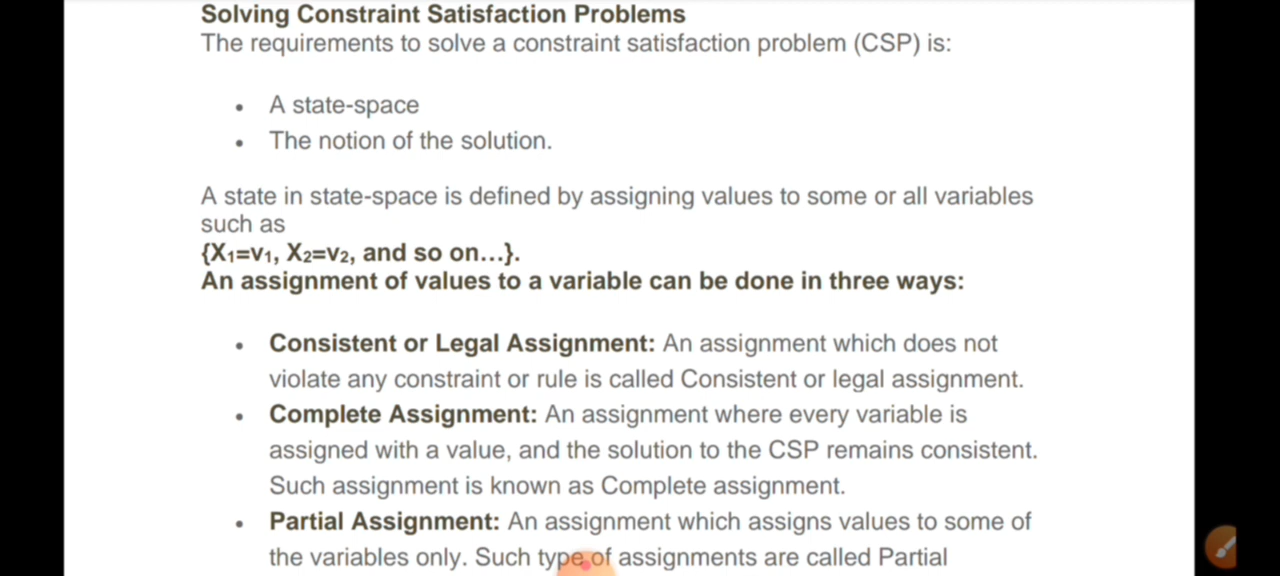 Solving Constraint Satisfaction Problems
The requirements to solve a constraint satisfaction problem (CSP) is:
• A state-space
• The notion of the solution.
A state in state-space is defined by assigning values to some or all variables
such as
{X₁=v₁, X₂=v₂, and so on…}.
An assignment of values to a variable can be done in three ways:
• Consistent or Legal Assignment: An assignment which does not
violate any constraint or rule is called Consistent or legal assignment.
• Complete Assignment: An assignment where every variable is
assigned with a value, and the solution to the CSP remains consistent.
Such assignment is known as Complete assignment.
• Partial Assignment: An assignment which assigns values to some of
the variables only. Such type of assignments are called Partial